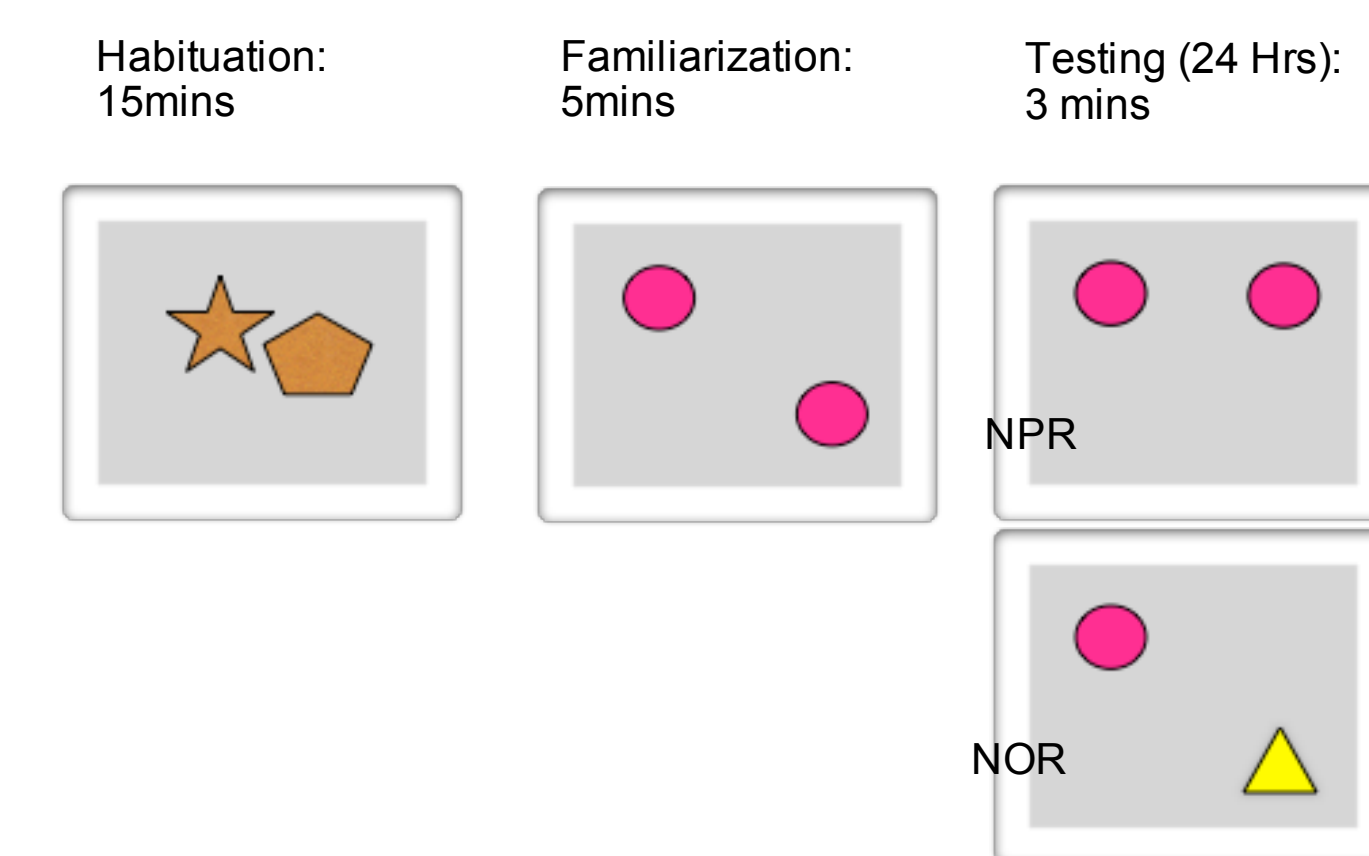 Habituation:
15mins
Familiarization:
5mins
Testing (24 Hrs):
3 mins
NPR
NOR